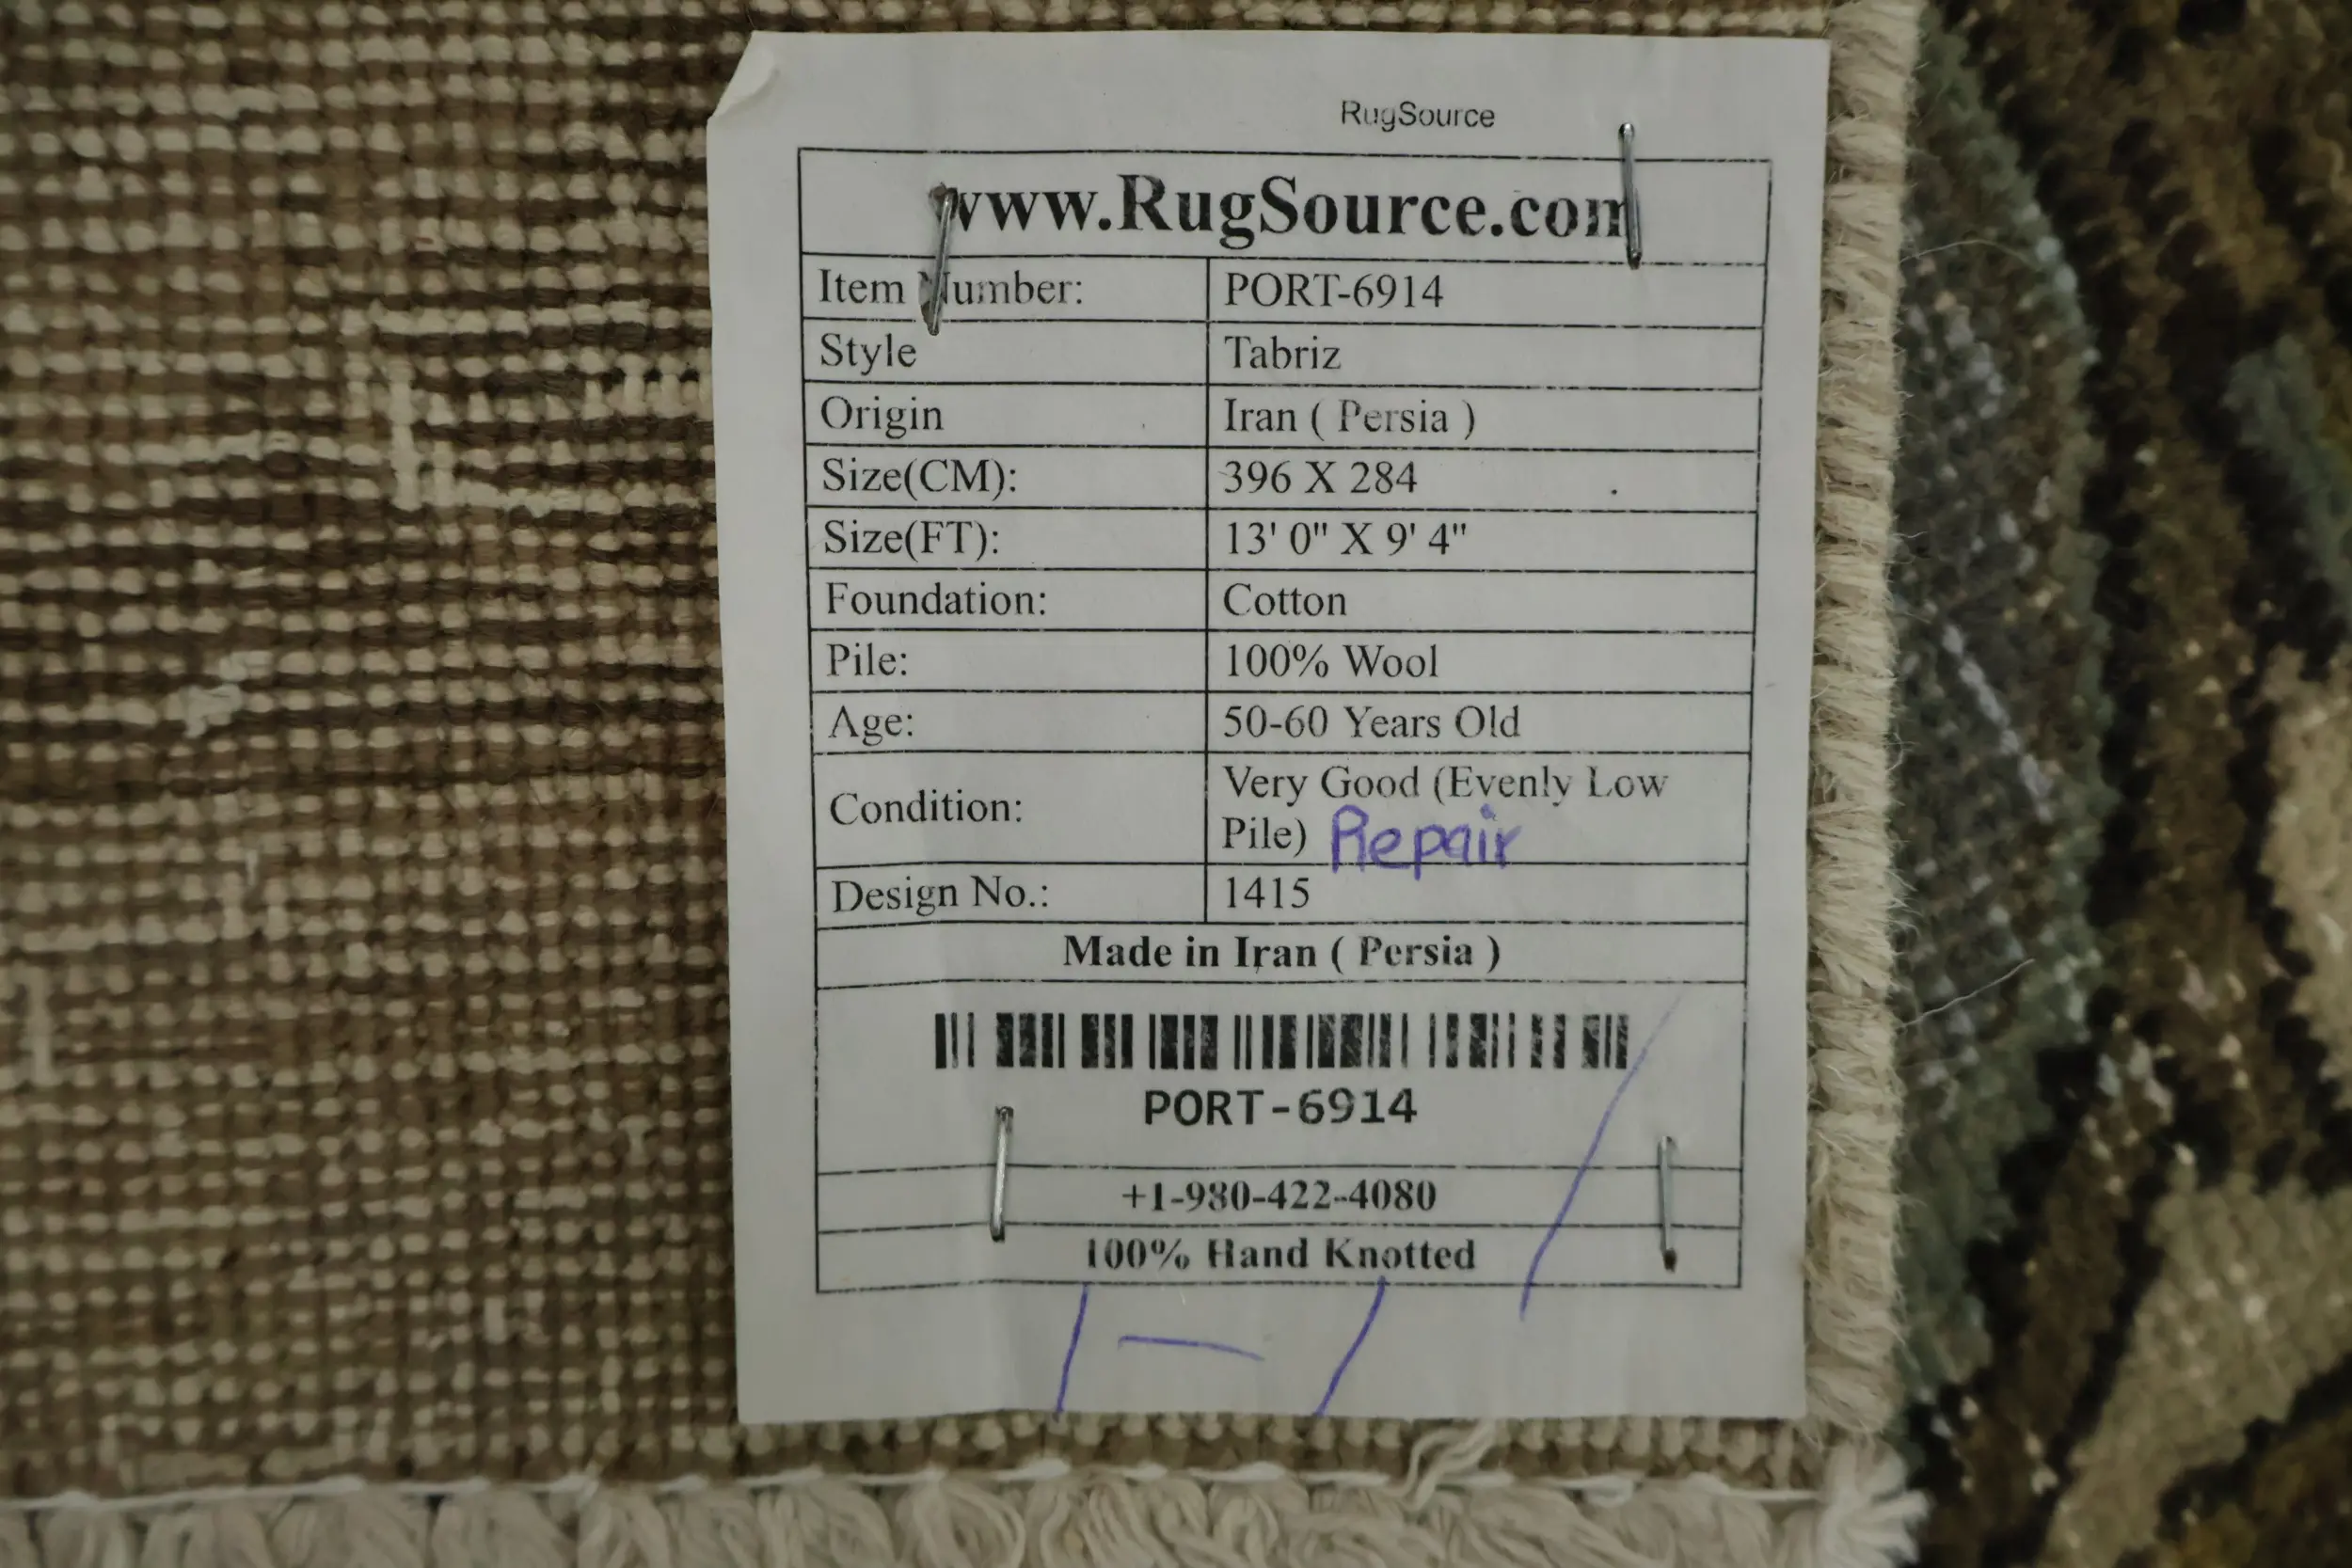 RugSource
www.RugSource.com
Item Number: PORT-6914
Style Tabriz
Origin Iran ( Persia )
Size(CM): 396 X 284
Size(FT): 13' 0" X 9' 4"
Foundation: Cotton
Pile: 100% Wool
Age: 50-60 Years Old
Condition: Very Good (Evenly Low
Pile) Repair
Design No.: 1415
Made in Iran ( Persia )
PORT-6914
+1-980-422-4080
100% Hand Knotted